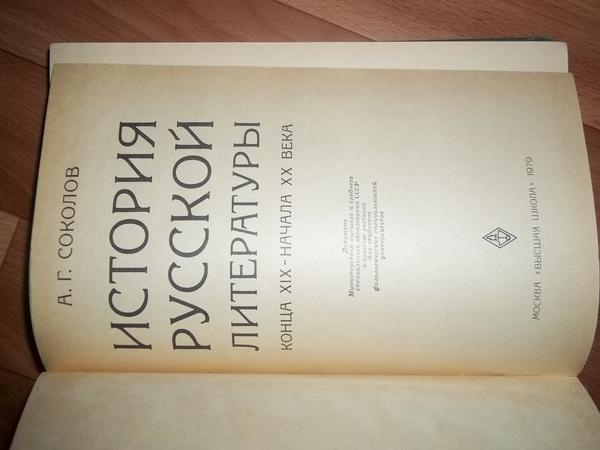 А. Г. СОКОЛОВ
ИСТОРИЯ
РУССКОЙ
ЛИТЕРАТУРЫ
КОНЦА XIX – НАЧАЛА XX ВЕКА
Допущено
Министерством высшего и среднего
специального образования СССР
в качестве учебника
для студентов
филологических специальностей
университетов
МОСКВА «ВЫСШАЯ ШКОЛА» 1979